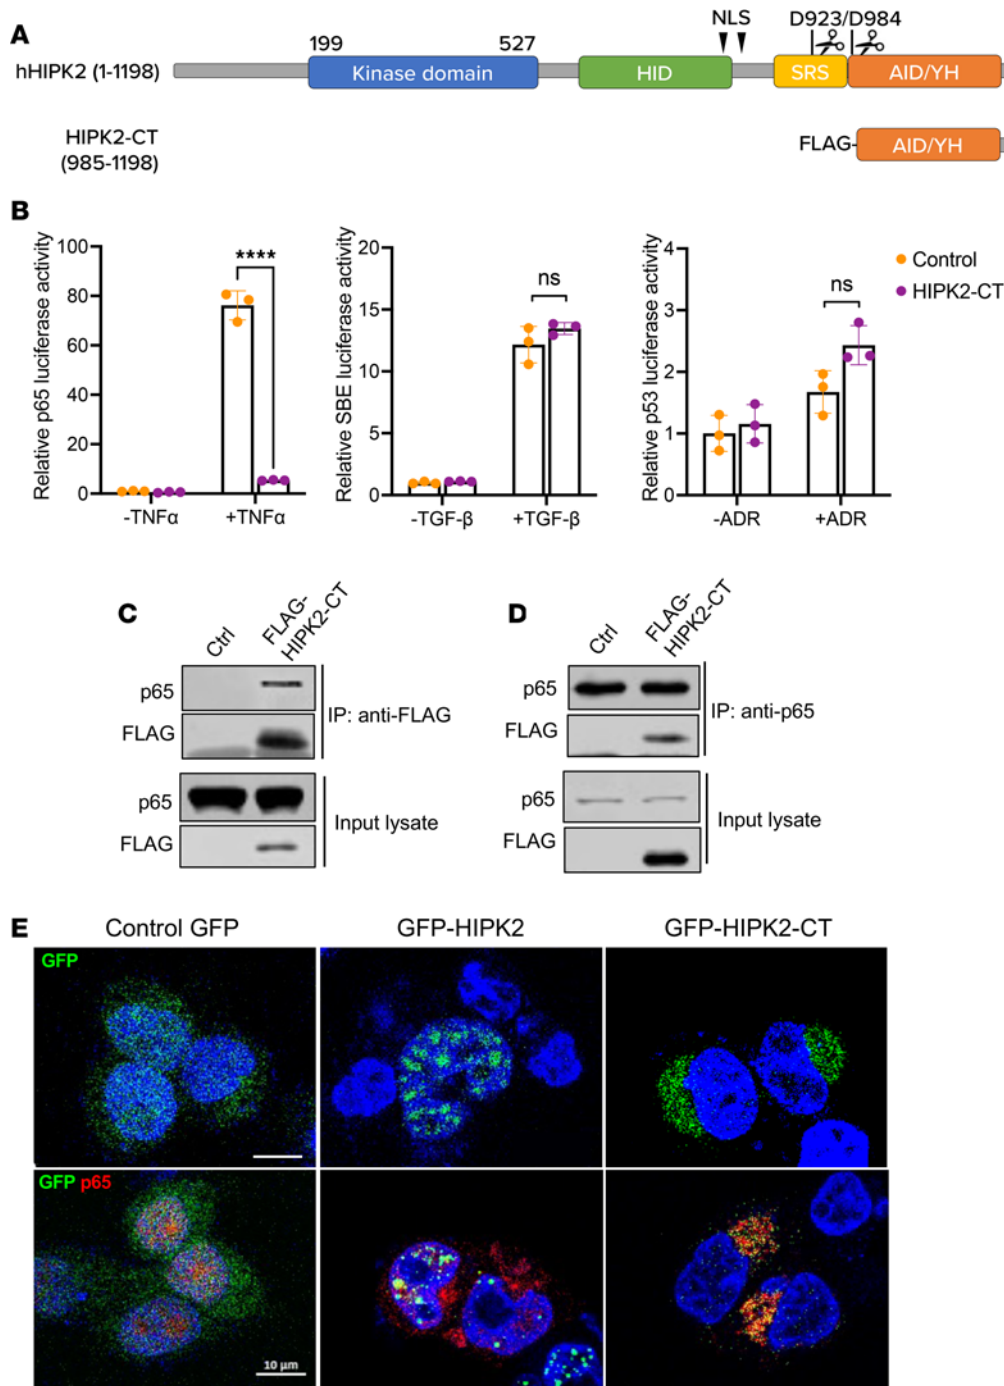 A
NLS
D923/D984
199
527
hHIPK2 (1-1198)
Kinase domain
HID
SRS
AID/YH
HIPK2-CT
(985-1198)
FLAG-
AID/YH
B
Relative p65 luciferase activity
100
80
60
40
20
0
****
-TNFα
+TNFα
Relative SBE luciferase activity
20
15
10
5
0
ns
-TGF-β
+TGF-β
Relative p53 luciferase activity
4
3
2
1
0
ns
-ADR
+ADR
Control
HIPK2-CT
C
Ctrl
FLAG-
HIPK2-CT
p65
FLAG
IP: anti-FLAG
p65
FLAG
Input lysate
D
Ctrl
FLAG-
HIPK2-CT
p65
FLAG
IP: anti-p65
p65
FLAG
Input lysate
E
Control GFP
GFP-HIPK2
GFP-HIPK2-CT
GFP
GFP p65
10 μm